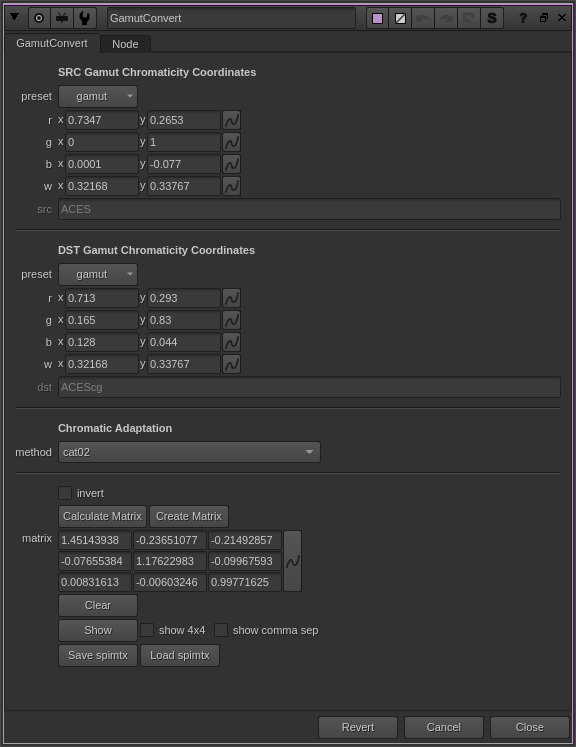 GamutConvert S ?
GamutConvert Node
SRC Gamut Chromaticity Coordinates
preset gamut
r x 0.7347 y 0.2653
g x 0 y 1
b x 0.0001 y -0.077
w x 0.32168 y 0.33767
src ACES
DST Gamut Chromaticity Coordinates
preset gamut
r x 0.713 y 0.293
g x 0.165 y 0.83
b x 0.128 y 0.044
w x 0.32168 y 0.33767
dst ACEScg
Chromatic Adaptation
method cat02
invert
Calculate Matrix Create Matrix
matrix 1.45143938 -0.23651077 -0.21492857
-0.07655384 1.17622983 -0.09967593
0.00831613 -0.00603246 0.99771625
Clear
Show show 4x4 show comma sep
Save spimtx Load spimtx
Revert Cancel Close